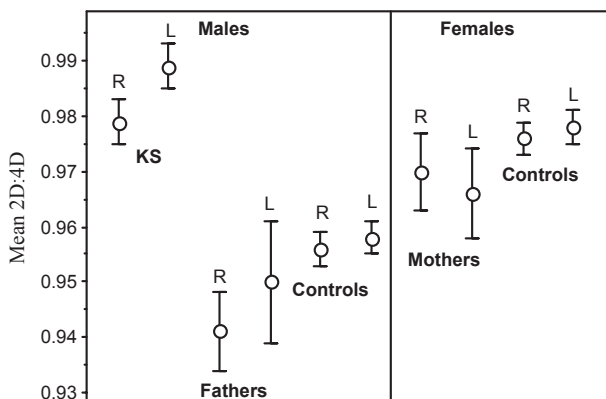 Males
Females
L
0.99
R
0.98
KS
R
L
Controls
R
L
0.97
Mothers
L
R
L
0.96
Controls
R
0.95
0.94
Fathers
0.93
Mean 2D:4D